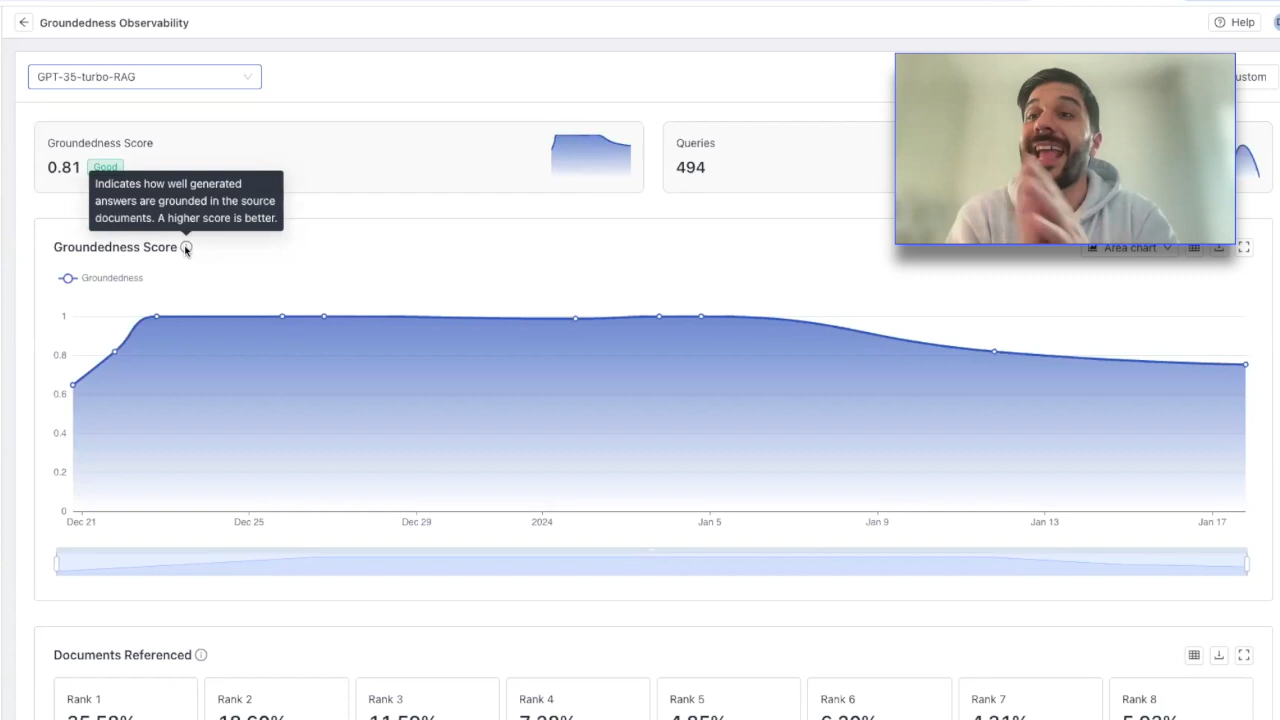 Groundedness Observability
Help
GPT-35-turbo-RAG
ustom
Groundedness Score
0.81 Good
Queries
494
Indicates how well generated
answers are grounded in the source
documents. A higher score is better.
Groundedness Score
Area chart
Groundedness
1
0.8
0.6
0.4
0.2
0
Dec 21
Dec 25
Dec 29
2024
Jan 5
Jan 9
Jan 13
Jan 17
Documents Referenced
Rank 1
Rank 2
Rank 3
Rank 4
Rank 5
Rank 6
Rank 7
Rank 8